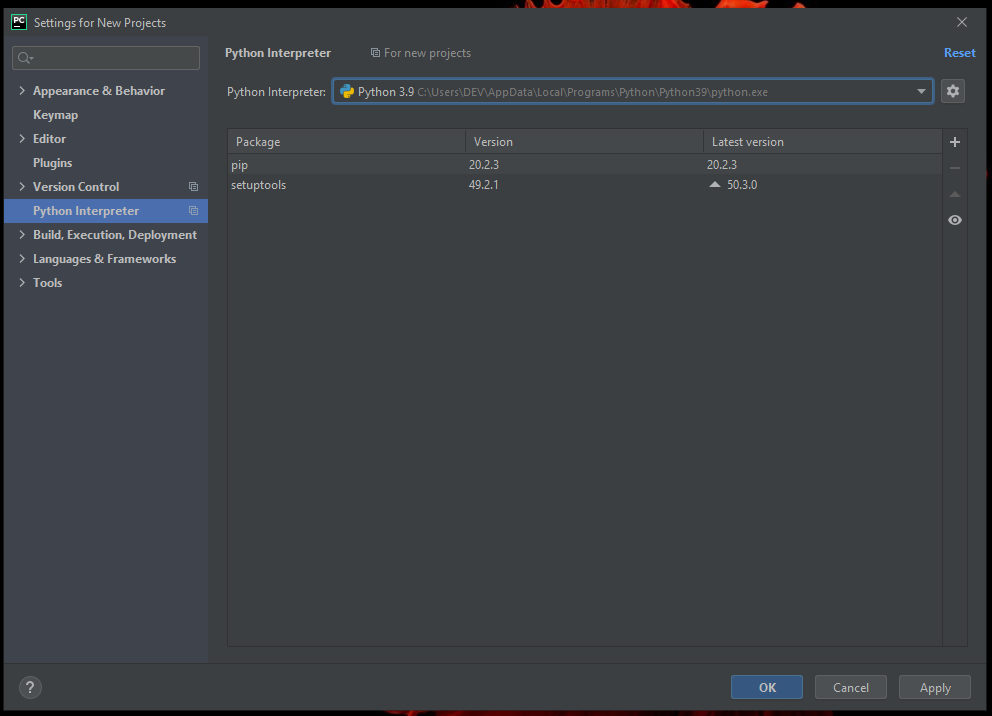 PC Settings for New Projects
Python Interpreter For new projects Reset
Python Interpreter: Python 3.9 C:\Users\DEV\AppData\Local\Programs\Python\Python39\python.exe
Appearance & Behavior
Keymap
Editor
Plugins
Version Control
Python Interpreter
Build, Execution, Deployment
Languages & Frameworks
Tools
Package Version Latest version
pip 20.2.3 20.2.3
setuptools 49.2.1 50.3.0
? OK Cancel Apply